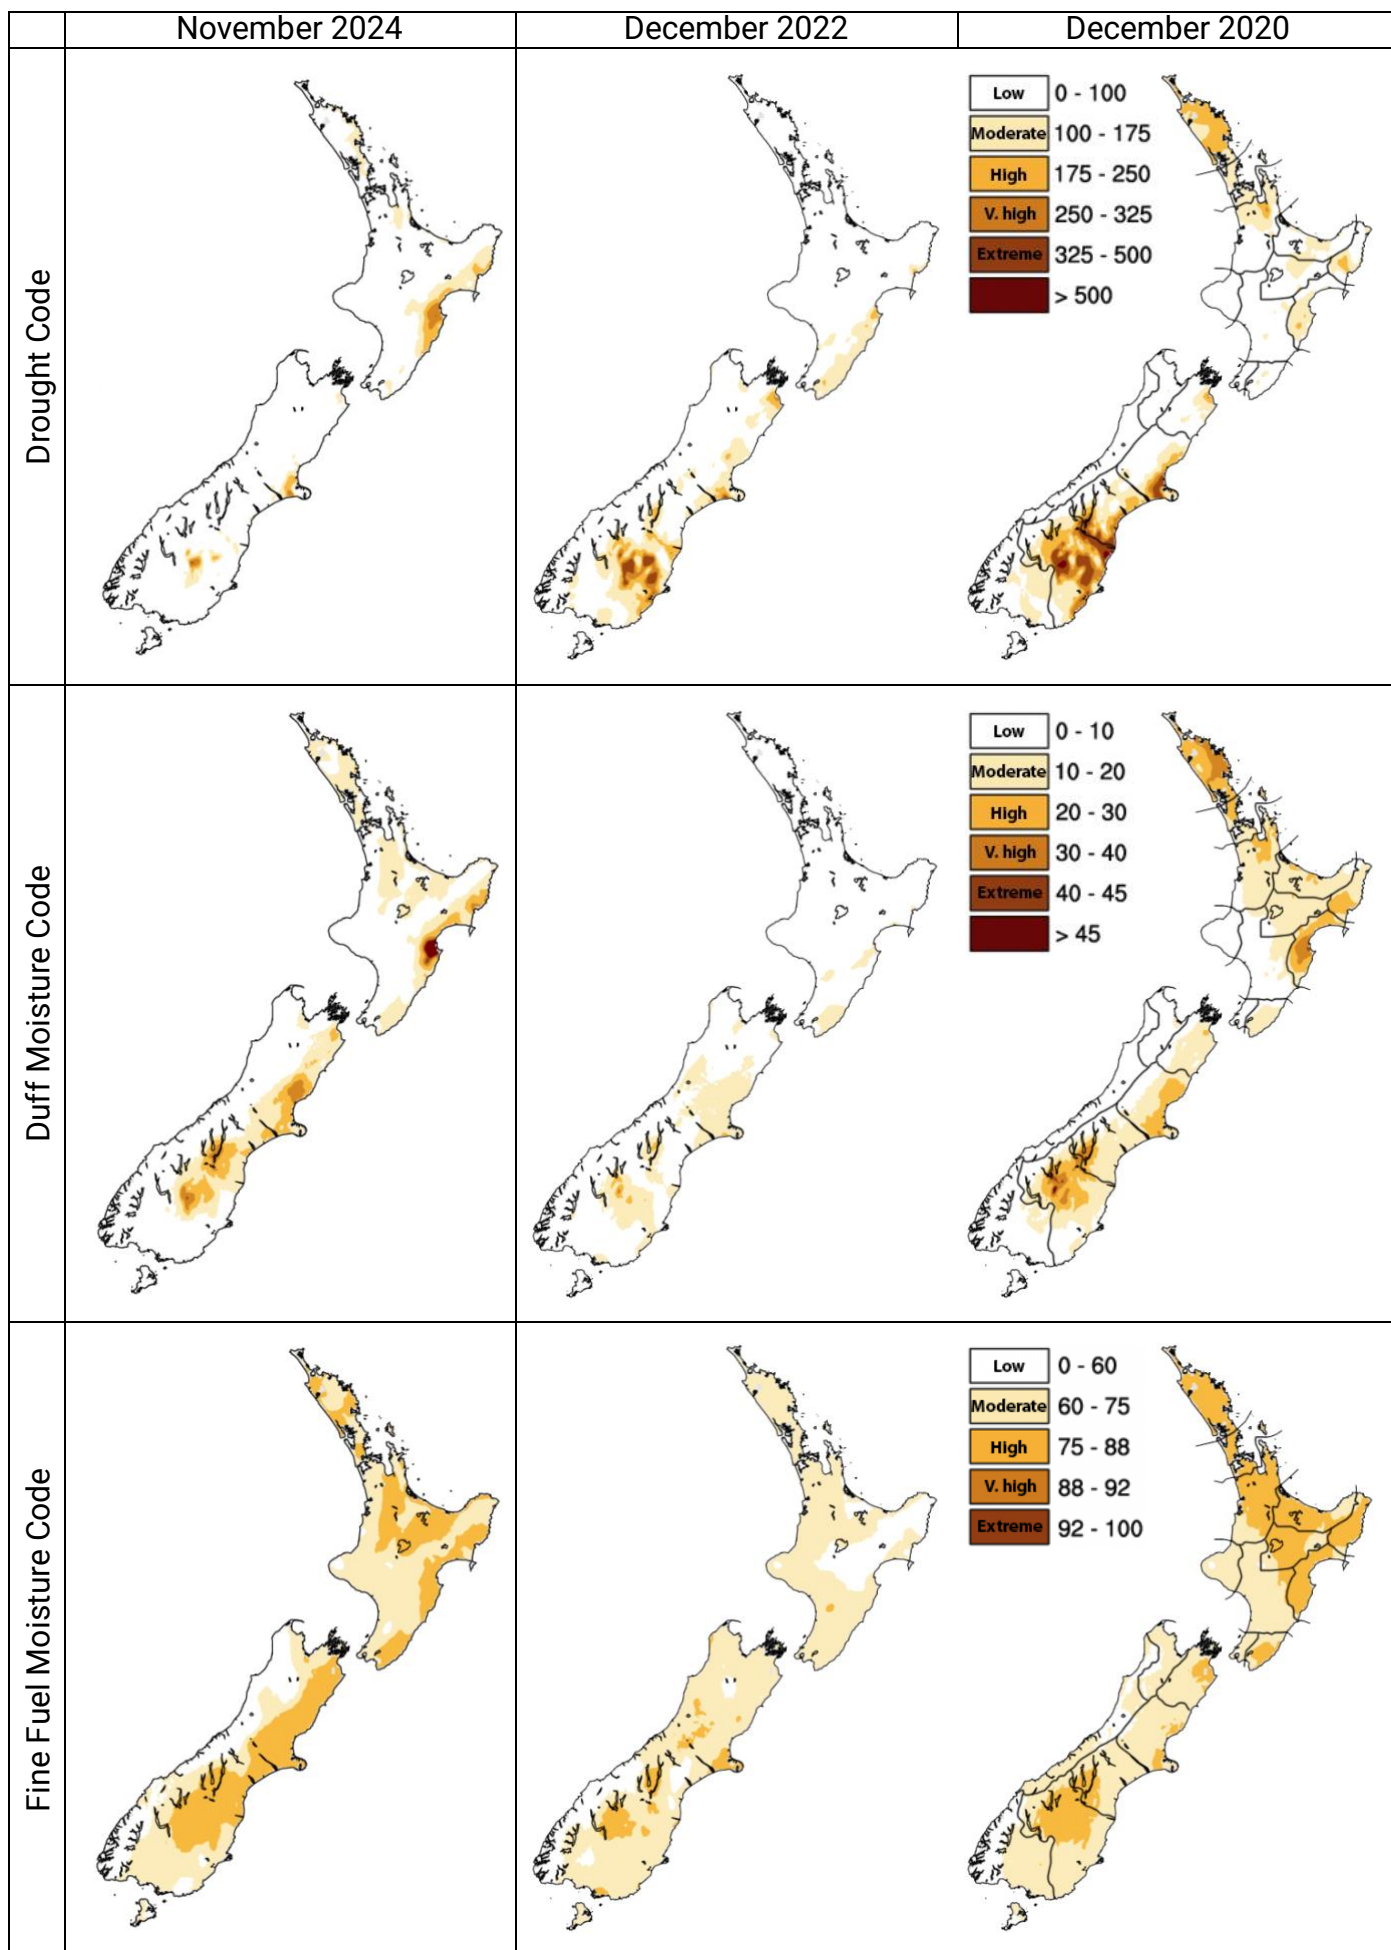 November 2024
December 2022
December 2020
Drought Code
Low 0 - 100
Moderate 100 - 175
High 175 - 250
V. high 250 - 325
Extreme 325 - 500
> 500
Duff Moisture Code
Low 0 - 10
Moderate 10 - 20
High 20 - 30
V. high 30 - 40
Extreme 40 - 45
> 45
Fine Fuel Moisture Code
Low 0 - 60
Moderate 60 - 75
High 75 - 88
V. high 88 - 92
Extreme 92 - 100